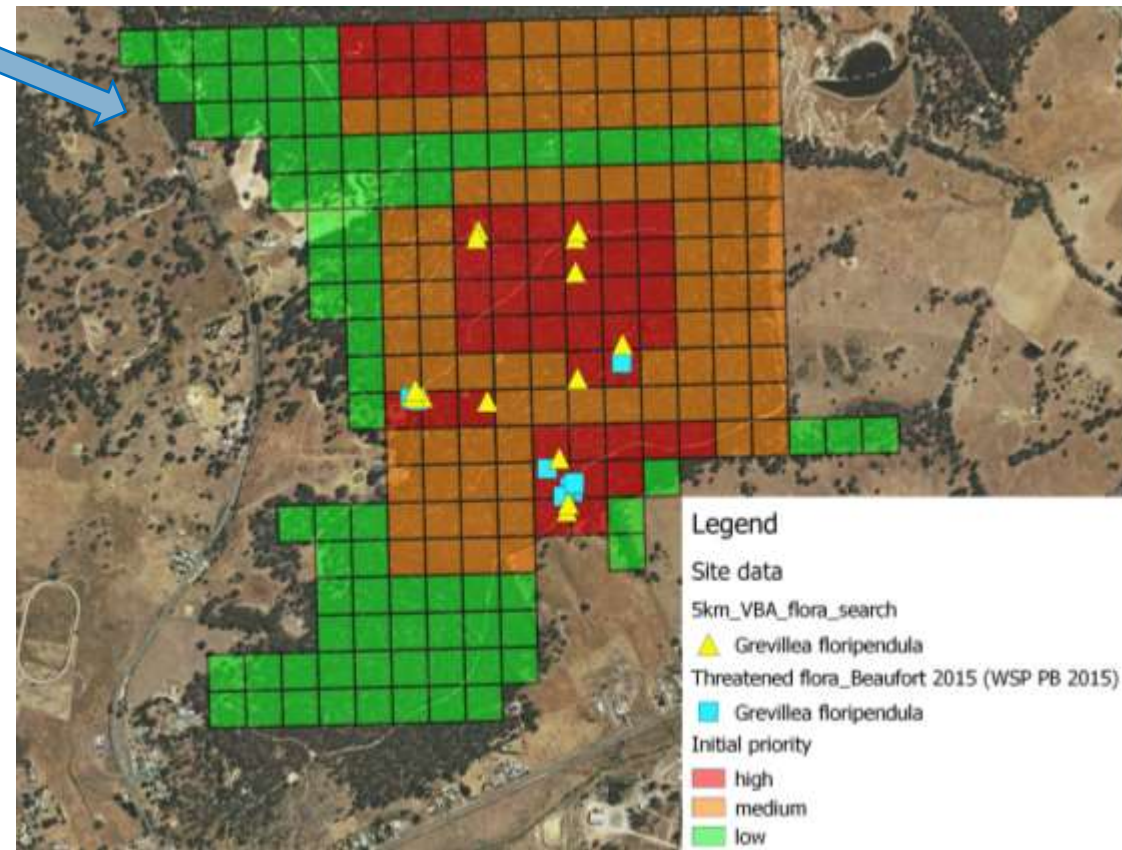 Legend
Site data
5km_VBA_flora_search
Grevillea floripendula
Threatened flora_Beaufort 2015 (WSP PB 2015)
Grevillea floripendula
Initial priority
high
medium
low